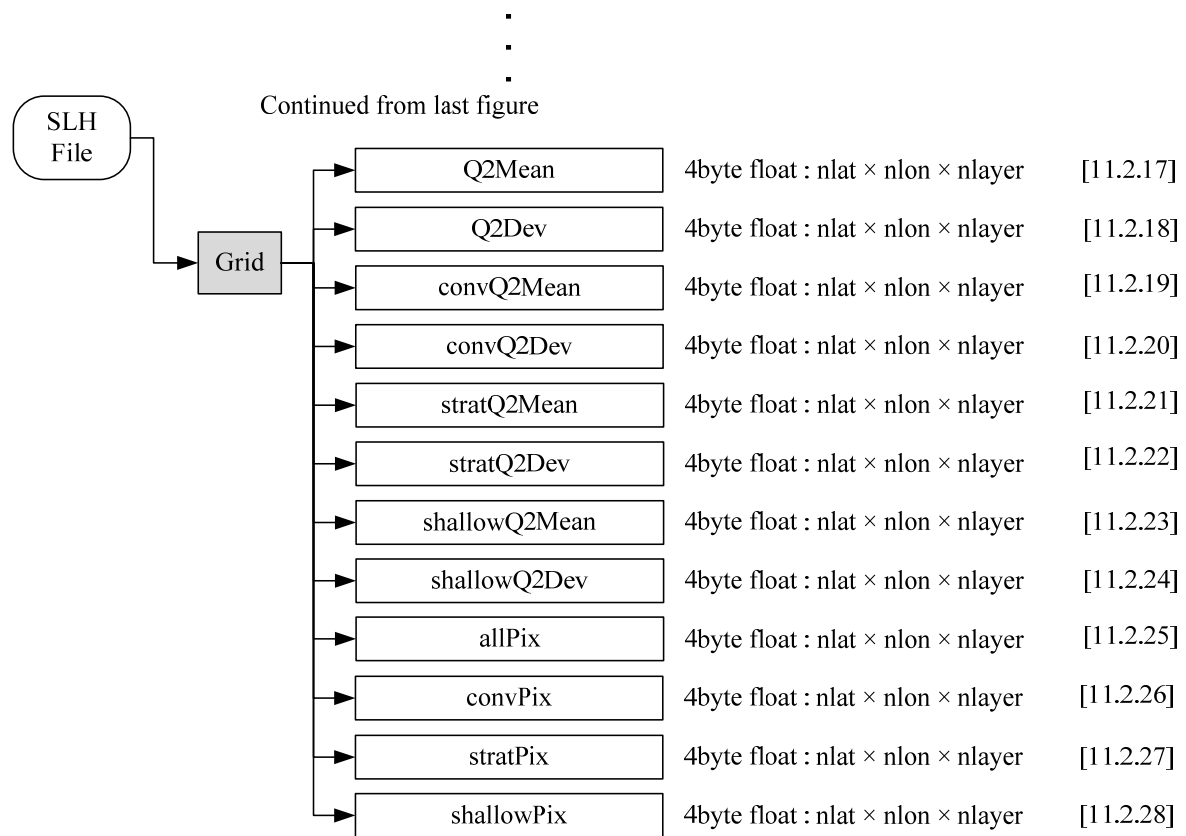 Continued from last figure
SLH
File
Grid
Q2Mean 4byte float : nlat × nlon × nlayer [11.2.17]
Q2Dev 4byte float : nlat × nlon × nlayer [11.2.18]
convQ2Mean 4byte float : nlat × nlon × nlayer [11.2.19]
convQ2Dev 4byte float : nlat × nlon × nlayer [11.2.20]
stratQ2Mean 4byte float : nlat × nlon × nlayer [11.2.21]
stratQ2Dev 4byte float : nlat × nlon × nlayer [11.2.22]
shallowQ2Mean 4byte float : nlat × nlon × nlayer [11.2.23]
shallowQ2Dev 4byte float : nlat × nlon × nlayer [11.2.24]
allPix 4byte float : nlat × nlon × nlayer [11.2.25]
convPix 4byte float : nlat × nlon × nlayer [11.2.26]
stratPix 4byte float : nlat × nlon × nlayer [11.2.27]
shallowPix 4byte float : nlat × nlon × nlayer [11.2.28]